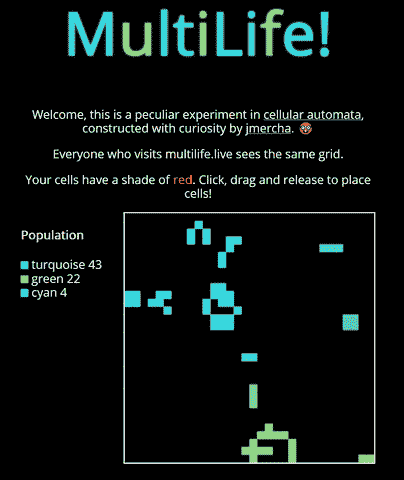 MultiLife!
Welcome, this is a peculiar experiment in cellular automata,
constructed with curiosity by jmercha.
Everyone who visits multilife.live sees the same grid.
Your cells have a shade of red. Click, drag and release to place
cells!
Population
turquoise 43
green 22
cyan 4